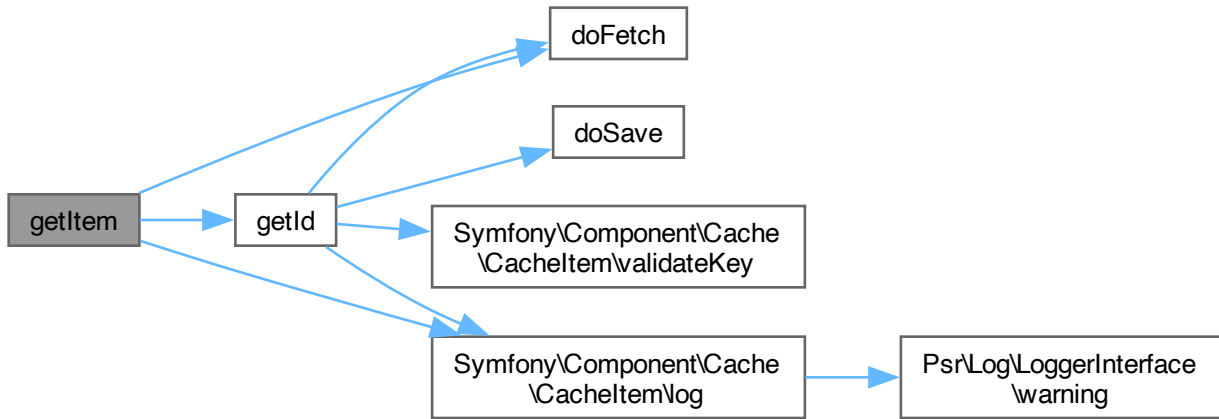 doFetch
doSave
getItem
getId
Symfony\Component\Cache
\CacheItem\validateKey
Symfony\Component\Cache
\CacheItem\log
Psr\Log\LoggerInterface
\warning